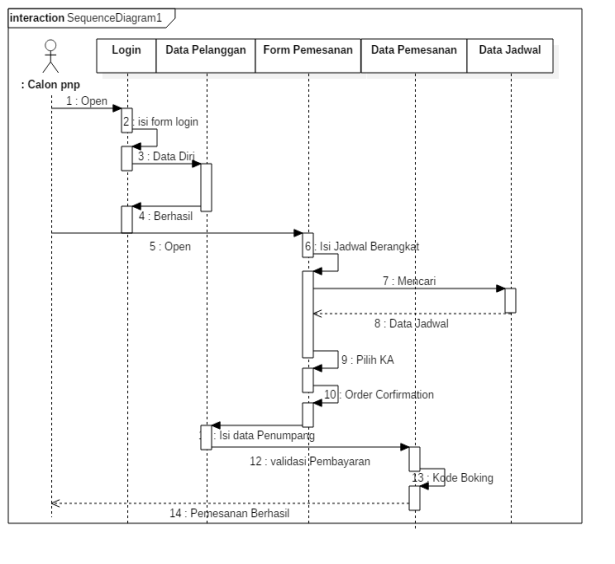 interaction SequenceDiagram1
Login
Data Pelanggan
Form Pemesanan
Data Pemesanan
Data Jadwal
: Calon pnp
1 : Open
2 : isi form login
3 : Data Diri
4 : Berhasil
5 : Open
6 : Isi Jadwal Berangkat
7 : Mencari
8 : Data Jadwal
9 : Pilih KA
10 : Order Corfirmation
: Isi data Penumpang
12 : validasi Pembayaran
13 : Kode Boking
14 : Pemesanan Berhasil